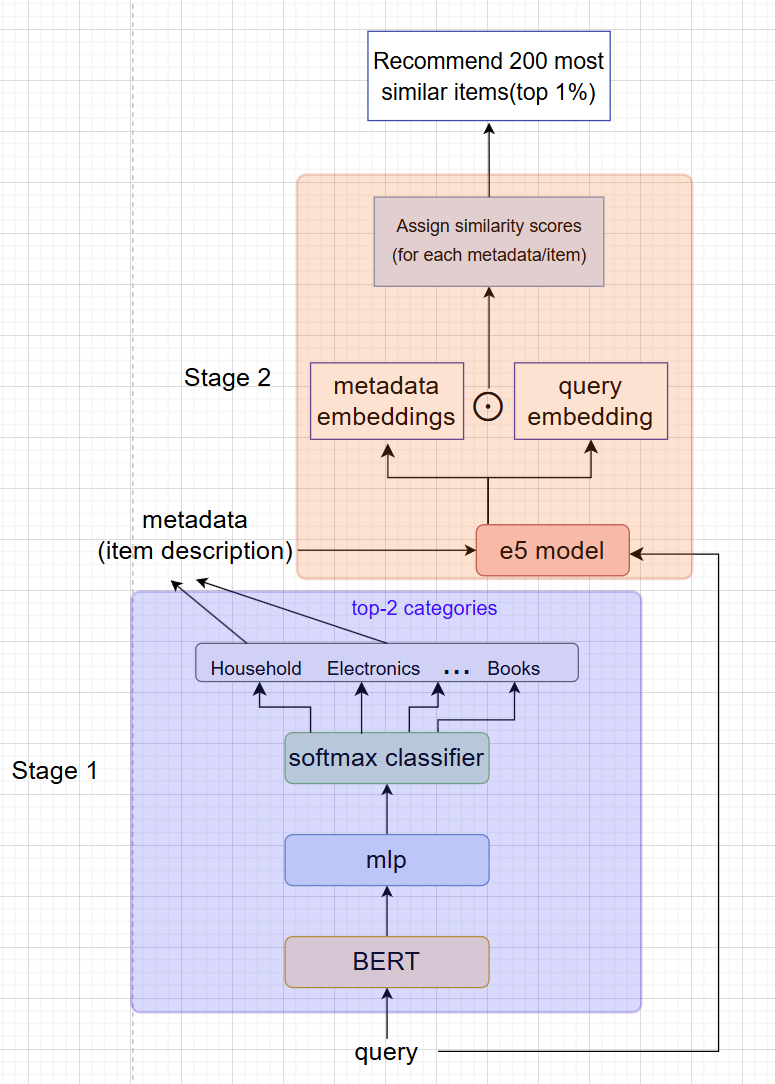 Recommend 200 most
similar items(top 1%)
Assign similarity scores
(for each metadata/item)
Stage 2
metadata
embeddings
query
embedding
metadata
(item description)
e5 model
top-2 categories
Household Electronics ... Books
Stage 1
softmax classifier
mlp
BERT
query